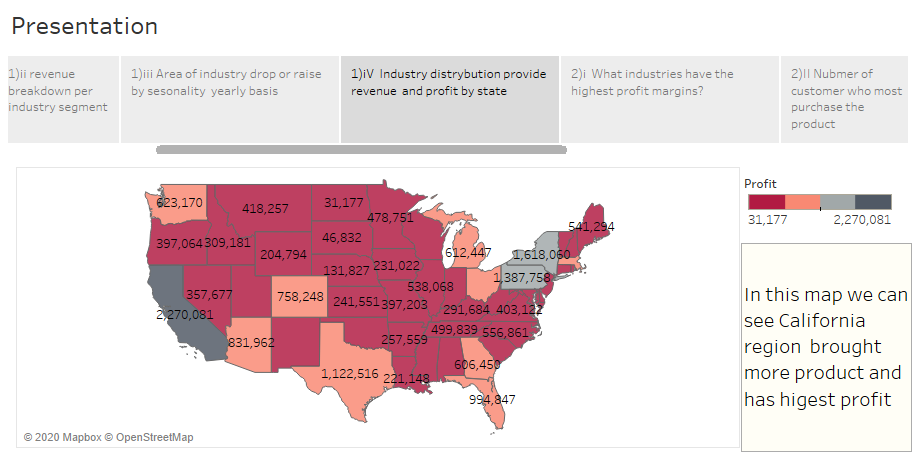 Presentation
1)ii revenue
breakdown per
industry segment
1)iii Area of industry drop or raise
by sesonality yearly basis
1)iV Industry distrybution provide
revenue and profit by state
2)i What industries have the
highest profit margins?
2)II Nubmer of
customer who most
purchase the
product
Profit
31,177
2,270,081
623,170
418,257
31,177
478,751
541,294
397,064
309,181
46,832
612,447
1,618,060
204,794
131,827
231,022
1,387,758
357,677
758,248
538,068
2,270,081
241,551
397,203
291,684
403,122
831,962
257,559
499,839
556,861
1,122,516
221,148
606,450
994,847
In this map we can
see California
region brought
more product and
has higest profit
© 2020 Mapbox © OpenStreetMap